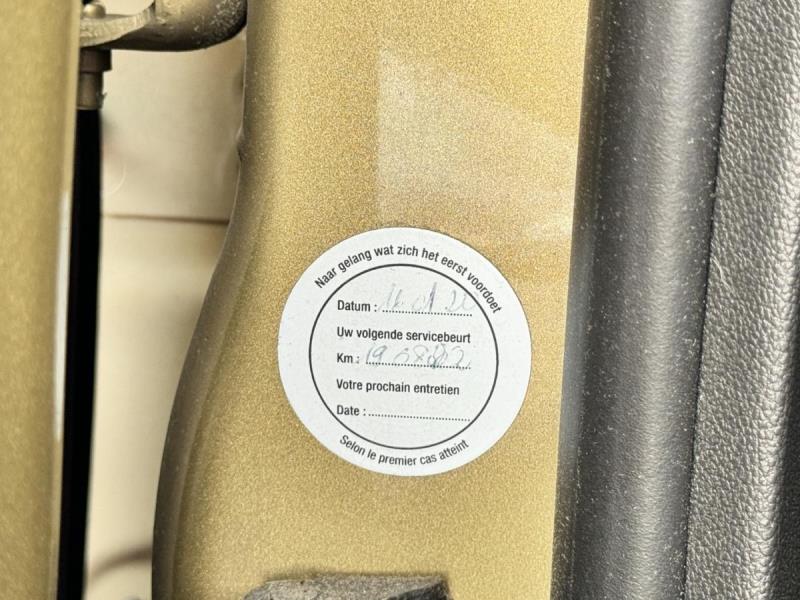 Naar gelang wat zich het eerst voordoet
Datum :
Uw volgende servicebeurt
Km :
Votre prochain entretien
Date :
Selon le premier cas atteint